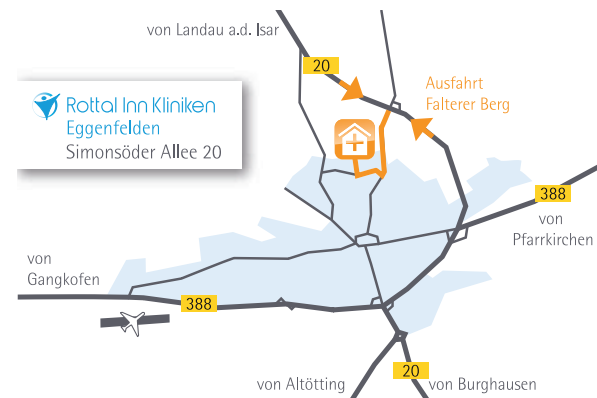 von Landau a.d. Isar
20
Ausfahrt
Falterer Berg
Rottal Inn Kliniken
Eggenfelden
Simonsöder Allee 20
388
von
Pfarrkirchen
von
Gangkofen
388
20
von Altötting
von Burghausen